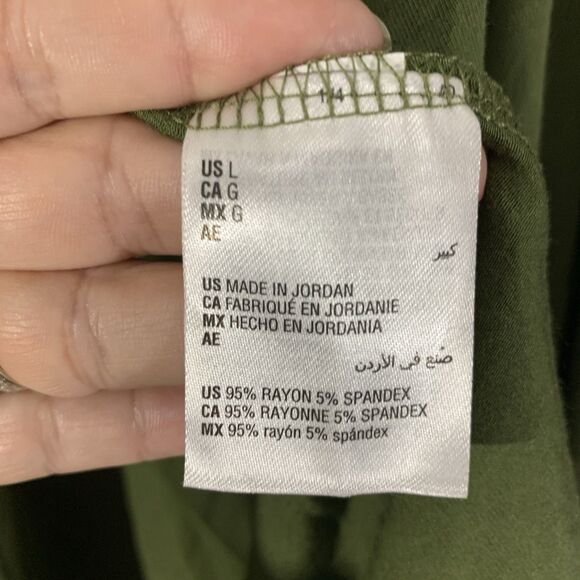 US L
CA G
MX G
AE
كبير
US MADE IN JORDAN
CA FABRIQUÉ EN JORDANIE
MX HECHO EN JORDANIA
AE
صُنع في الأردن
US 95% RAYON 5% SPANDEX
CA 95% RAYONNE 5% SPANDEX
MX 95% rayón 5% spándex